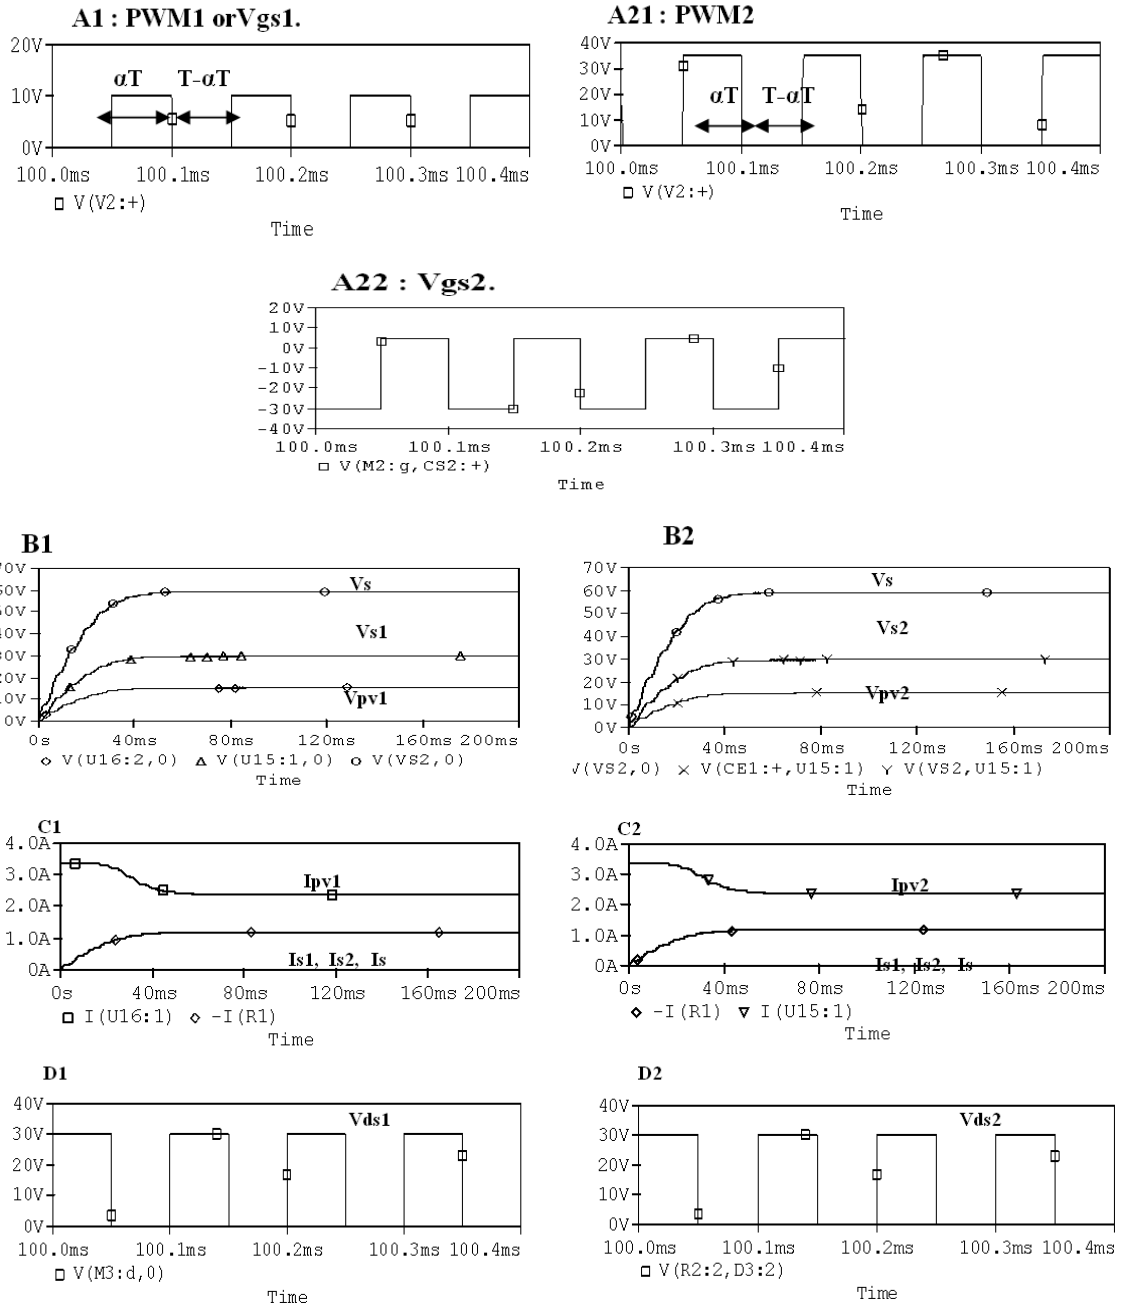 A1 : PWM1 orVgs1.
20V
10V
0V
αT
T-αT
100.0ms
100.1ms
100.2ms
100.3ms
100.4ms
V(V2:+)
Time
A21 : PWM2
40V
30V
20V
10V
0V
αT
T-αT
100.0ms
100.1ms
100.2ms
100.3ms
100.4ms
V(V2:+)
Time
A22 : Vgs2.
20V
10V
0V
-10V
-20V
-30V
-40V
100.0ms
100.1ms
100.2ms
100.3ms
100.4ms
V(M2:g,CS2:+)
Time
B1
70V
60V
50V
40V
30V
20V
10V
0V
Vs
Vs1
Vpv1
0s
40ms
80ms
120ms
160ms
200ms
V(U16:2,0)
V(U15:1,0)
V(VS2,0)
Time
B2
70V
60V
50V
40V
30V
20V
10V
0V
Vs
Vs2
Vpv2
0s
40ms
80ms
120ms
160ms
200ms
V(VS2,0)
V(CE1:+,U15:1)
V(VS2,U15:1)
Time
C1
4.0A
3.0A
2.0A
1.0A
0A
Ipv1
Is1, Is2, Is
0s
40ms
80ms
120ms
160ms
200ms
I(U16:1)
-I(R1)
Time
C2
4.0A
3.0A
2.0A
1.0A
0A
Ipv2
Is1, Is2, Is
0s
40ms
80ms
120ms
160ms
200ms
-I(R1)
I(U15:1)
Time
D1
40V
30V
20V
10V
0V
Vds1
100.0ms
100.1ms
100.2ms
100.3ms
100.4ms
V(M3:d,0)
Time
D2
40V
30V
20V
10V
0V
Vds2
100.0ms
100.1ms
100.2ms
100.3ms
100.4ms
V(R2:2,D3:2)
Time